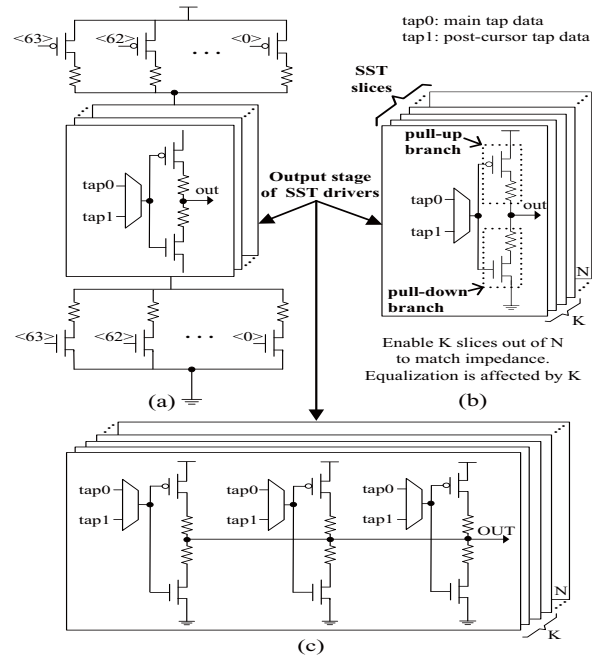 tap0: main tap data
tap1: post-cursor tap data
<63>
<62>
. . .
<0>
tap0
tap1
out
<63>
<62>
. . .
<0>
(a)
Output stage
of SST drivers
SST
slices
pull-up
branch
tap0
tap1
out
pull-down
branch
N
K
Enable K slices out of N
to match impedance.
Equalization is affected by K
(b)
tap0
tap1
tap0
tap1
tap0
tap1
OUT
N
K
(c)